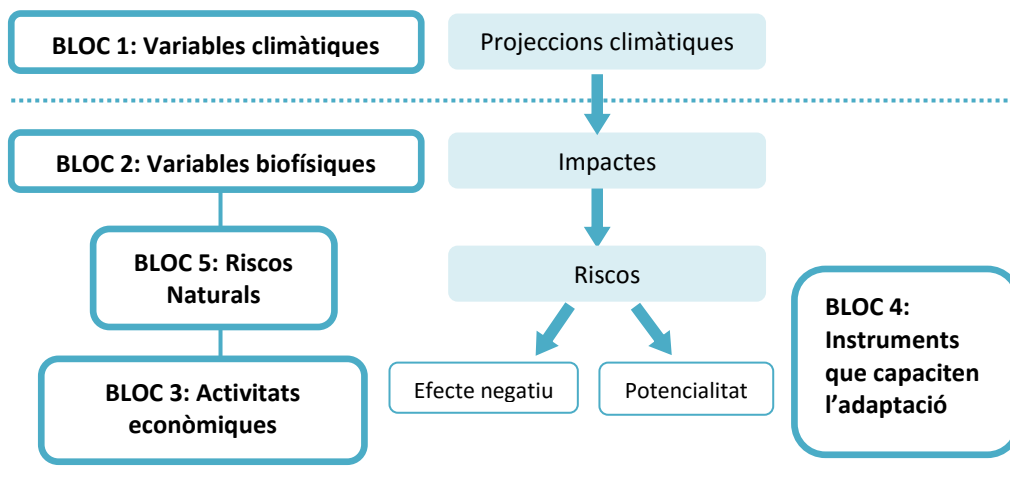 BLOC 1: Variables climàtiques
Projeccions climàtiques
BLOC 2: Variables biofísiques
Impactes
BLOC 5: Riscos
Naturals
Riscos
BLOC 4:
Instruments
que capaciten
l’adaptació
BLOC 3: Activitats
econòmiques
Efecte negatiu
Potencialitat